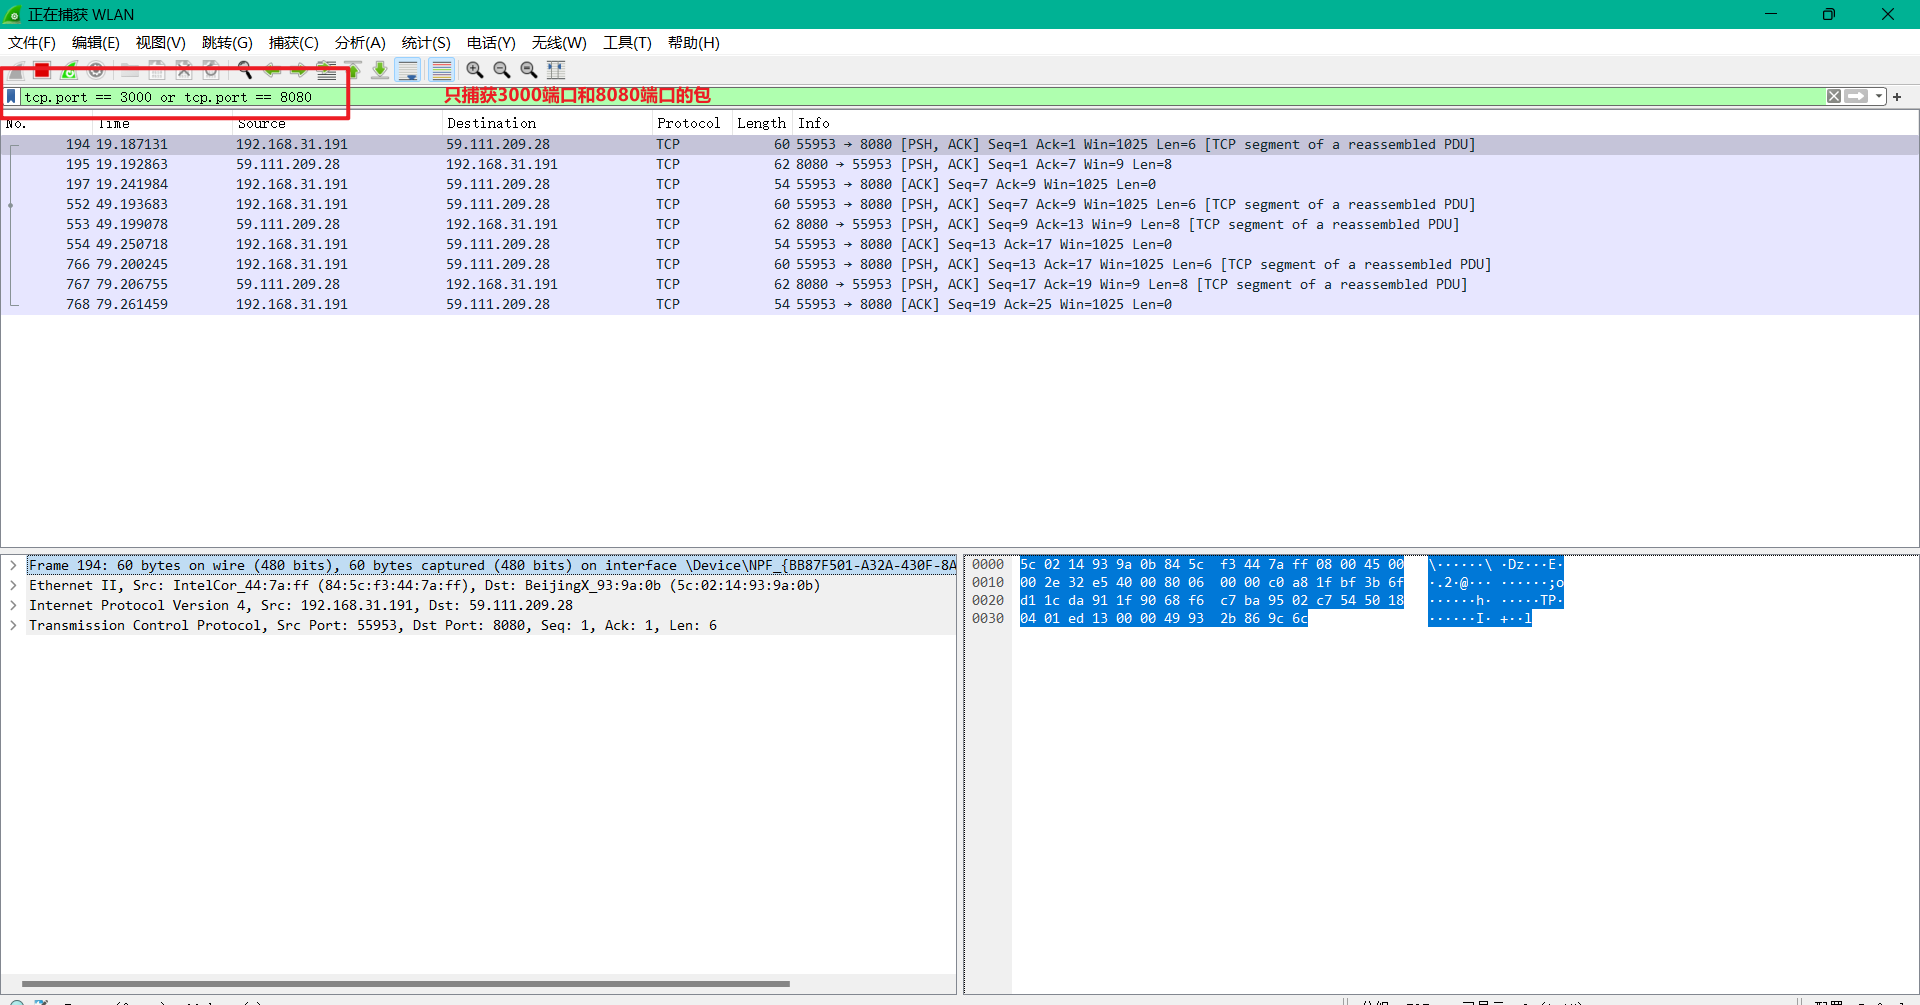 正在捕获 WLAN
文件(F) 编辑(E) 视图(V) 跳转(G) 捕获(C) 分析(A) 统计(S) 电话(Y) 无线(W) 工具(T) 帮助(H)
tcp.port == 3000 or tcp.port == 8080 只捕获3000端口和8080端口的包
No. Time Source Destination Protocol Length Info
194 19.187131 192.168.31.191 59.111.209.28 TCP 60 55953 → 8080 [PSH, ACK] Seq=1 Ack=1 Win=1025 Len=6 [TCP segment of a reassembled PDU]
195 19.192863 59.111.209.28 192.168.31.191 TCP 62 8080 → 55953 [PSH, ACK] Seq=1 Ack=7 Win=9 Len=8
197 19.241984 192.168.31.191 59.111.209.28 TCP 54 55953 → 8080 [ACK] Seq=7 Ack=9 Win=1025 Len=0
552 49.193683 192.168.31.191 59.111.209.28 TCP 60 55953 → 8080 [PSH, ACK] Seq=7 Ack=9 Win=1025 Len=6 [TCP segment of a reassembled PDU]
553 49.199078 59.111.209.28 192.168.31.191 TCP 62 8080 → 55953 [PSH, ACK] Seq=9 Ack=13 Win=9 Len=8 [TCP segment of a reassembled PDU]
554 49.250718 192.168.31.191 59.111.209.28 TCP 54 55953 → 8080 [ACK] Seq=13 Ack=17 Win=1025 Len=0
766 79.200245 192.168.31.191 59.111.209.28 TCP 60 55953 → 8080 [PSH, ACK] Seq=13 Ack=17 Win=1025 Len=6 [TCP segment of a reassembled PDU]
767 79.206755 59.111.209.28 192.168.31.191 TCP 62 8080 → 55953 [PSH, ACK] Seq=17 Ack=19 Win=9 Len=8 [TCP segment of a reassembled PDU]
768 79.261459 192.168.31.191 59.111.209.28 TCP 54 55953 → 8080 [ACK] Seq=19 Ack=25 Win=1025 Len=0
Frame 194: 60 bytes on wire (480 bits), 60 bytes captured (480 bits) on interface \Device\NPF_{BB87F501-A32A-430F-8A
Ethernet II, Src: IntelCor_44:7a:ff (84:5c:f3:44:7a:ff), Dst: BeijingX_93:9a:0b (5c:02:14:93:9a:0b)
Internet Protocol Version 4, Src: 192.168.31.191, Dst: 59.111.209.28
Transmission Control Protocol, Src Port: 55953, Dst Port: 8080, Seq: 1, Ack: 1, Len: 6
0000 5c 02 14 93 9a 0b 84 5c f3 44 7a ff 08 00 45 00 \······\ ·Dz···E·
0010 00 2e 32 e5 40 00 80 06 00 00 c0 a8 1f bf 3b 6f ·.2·@··· ······;o
0020 d1 1c da 91 1f 90 68 f6 c7 ba 95 02 c7 54 50 18 ······h· ·····TP·
0030 04 01 ed 13 00 00 49 93 2b 86 9c 6c ······I· +··l